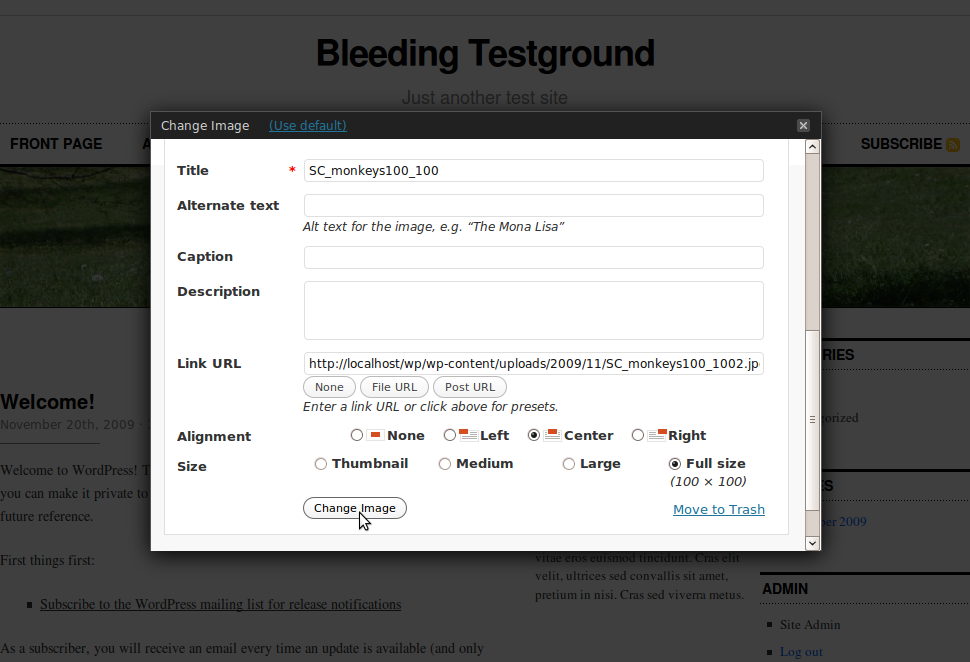 Bleeding Testground
Just another test site
Change Image (Use default)
FRONT PAGE A SUBSCRIBE
Title * SC_monkeys100_100
Alternate text
Alt text for the image, e.g. “The Mona Lisa”
Caption
Description
RIES
Link URL http://localhost/wp/wp-content/uploads/2009/11/SC_monkeys100_1002.jp
None File URL Post URL
Welcome!
Enter a link URL or click above for presets.
orized
November 20th, 2009 ·
Alignment None Left Center Right
Size Thumbnail Medium Large Full size
(100 × 100)
Welcome to WordPress! T
you can make it private to
future reference.
ES
Change Image Move to Trash
er 2009
First things first:
vitae eros euismod tincidunt. Cras elit
velit, ultrices sed convallis sit amet,
pretium in nisi. Cras sed viverra metus.
ADMIN
Subscribe to the WordPress mailing list for release notifications
Site Admin
As a subscriber, you will receive an email every time an update is available (and only
Log out